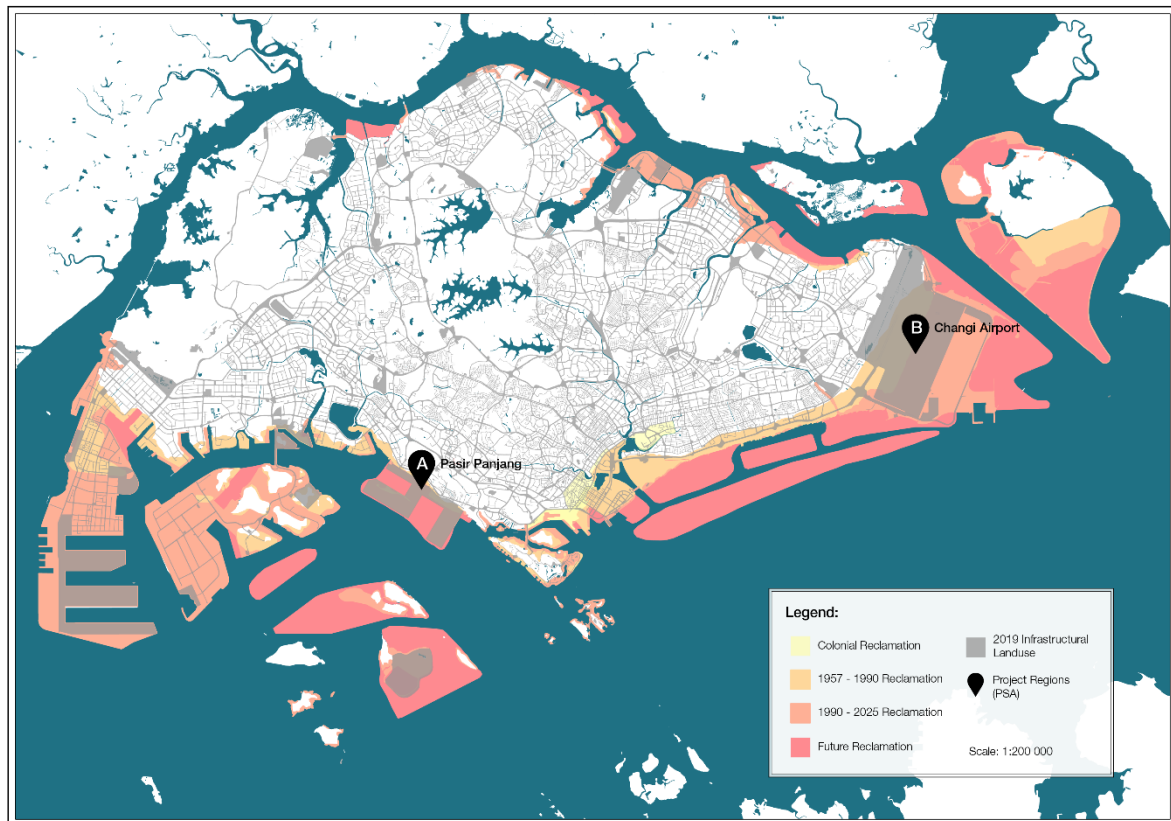 B
Changi Airport
A
Pasir Panjang
Legend:
Colonial Reclamation
1957 - 1990 Reclamation
1990 - 2025 Reclamation
Future Reclamation
2019 Infrastructural
Landuse
Project Regions
(PSA)
Scale: 1:200 000